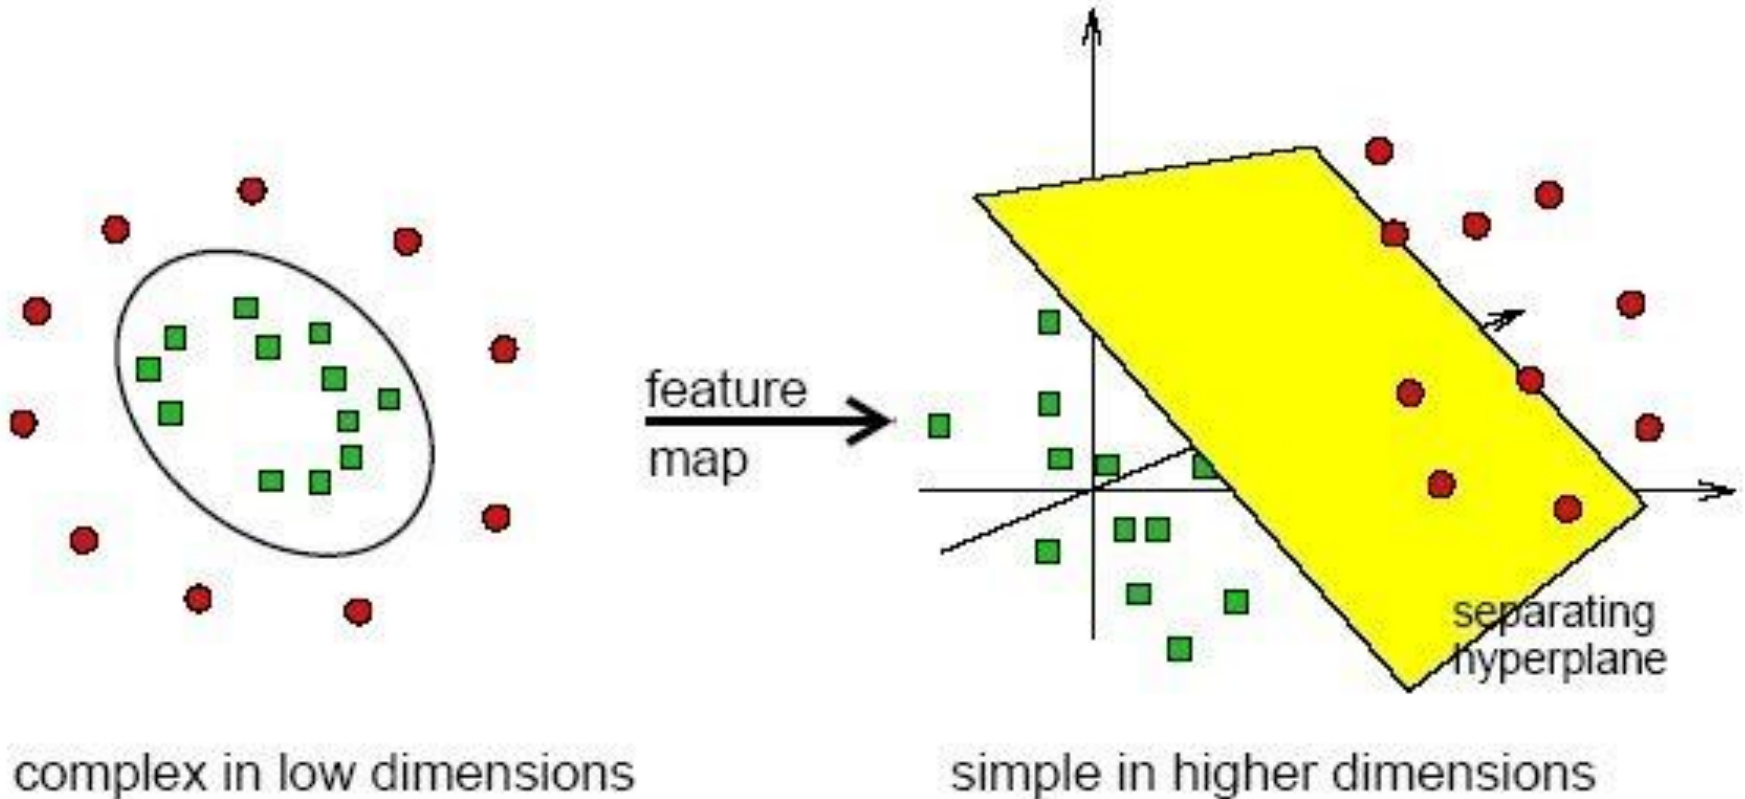 feature
map
separating
hyperplane
complex in low dimensions
simple in higher dimensions